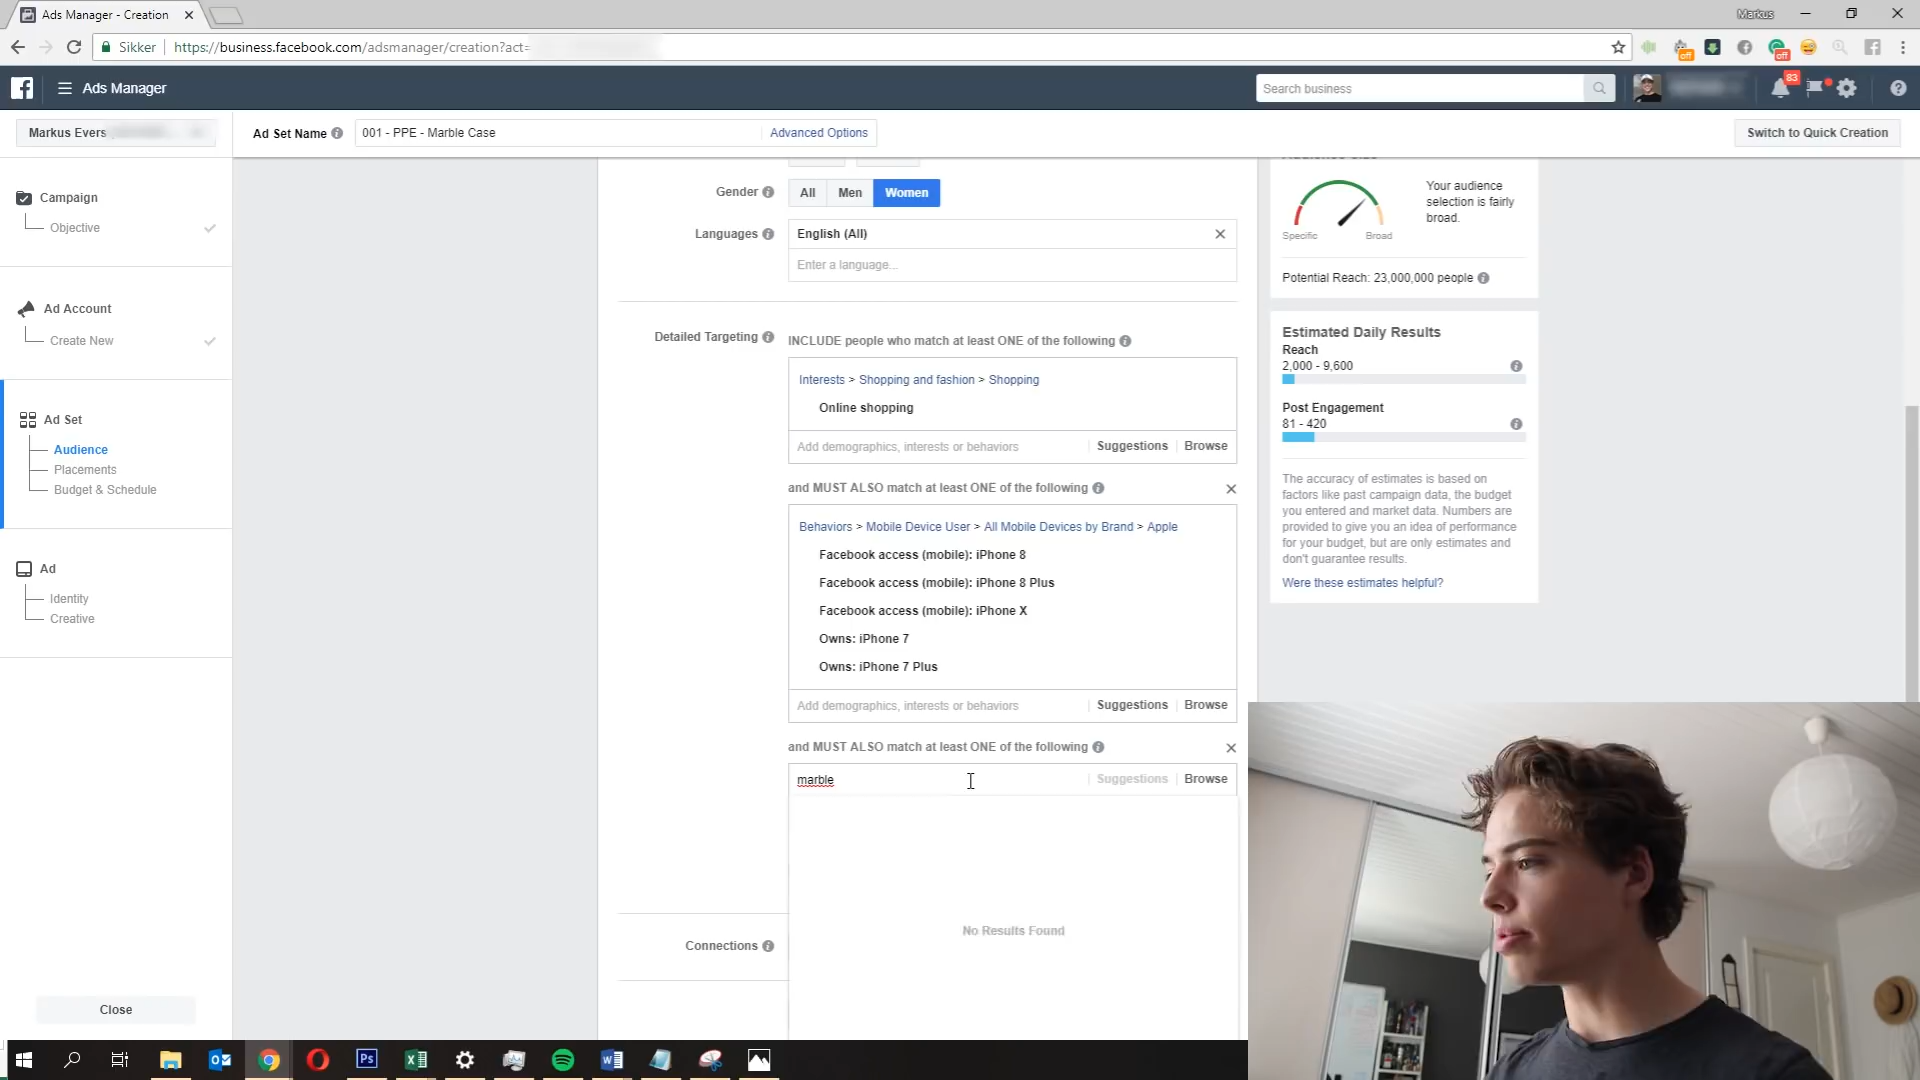 Ads Manager - Creation
Markus
Sikker
https://business.facebook.com/adsmanager/creation?act=
off
off
Ads Manager
Search business
83
Markus Evers
Ad Set Name
001 - PPE - Marble Case
Advanced Options
Switch to Quick Creation
Campaign
Objective
Ad Account
Create New
Ad Set
Audience
Placements
Budget & Schedule
Ad
Identity
Creative
Close
Gender
All
Men
Women
Languages
English (All)
Enter a language...
Detailed Targeting
INCLUDE people who match at least ONE of the following
Interests > Shopping and fashion > Shopping
Online shopping
Add demographics, interests or behaviors
Suggestions
Browse
and MUST ALSO match at least ONE of the following
Behaviors > Mobile Device User > All Mobile Devices by Brand > Apple
Facebook access (mobile): iPhone 8
Facebook access (mobile): iPhone 8 Plus
Facebook access (mobile): iPhone X
Owns: iPhone 7
Owns: iPhone 7 Plus
Add demographics, interests or behaviors
Suggestions
Browse
and MUST ALSO match at least ONE of the following
marble
Suggestions
Browse
No Results Found
Connections
Your audience
selection is fairly
broad.
Specific
Broad
Potential Reach: 23,000,000 people
Estimated Daily Results
Reach
2,000 - 9,600
Post Engagement
81 - 420
The accuracy of estimates is based on
factors like past campaign data, the budget
you entered and market data. Numbers are
provided to give you an idea of performance
for your budget, but are only estimates and
don't guarantee results.
Were these estimates helpful?
Ps